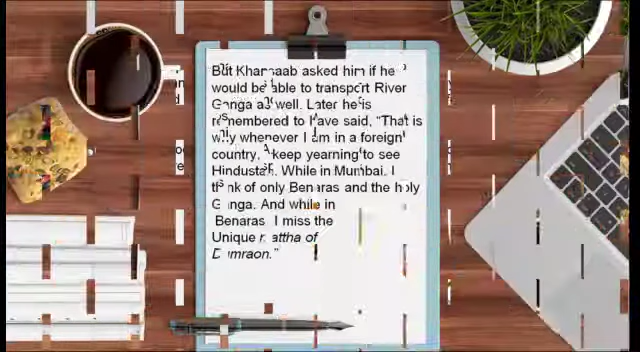 But Khansaab asked him if he
would be able to transport River
Ganga as well. Later he is
remembered to have said, “That is
why whenever I am in a foreign
country, I keep yearning to see
Hindustan. While in Mumbai, I
think of only Benaras and the holy
Ganga. And while in
Benaras I miss the
Unique mattha of
Dumraon.”